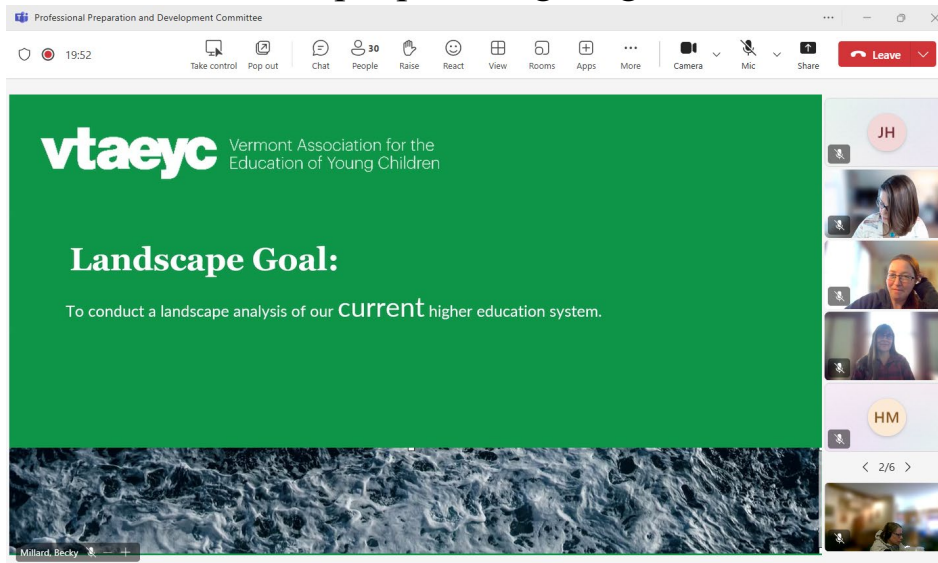 Professional Preparation and Development Committee
19:52
Take control
Pop out
Chat
30
People
Raise
React
View
Rooms
Apps
More
Camera
Mic
Share
Leave
vtaeyc
Vermont Association for the
Education of Young Children
Landscape Goal:
To conduct a landscape analysis of our current higher education system.
JH
HM
2/6
Millard, Becky